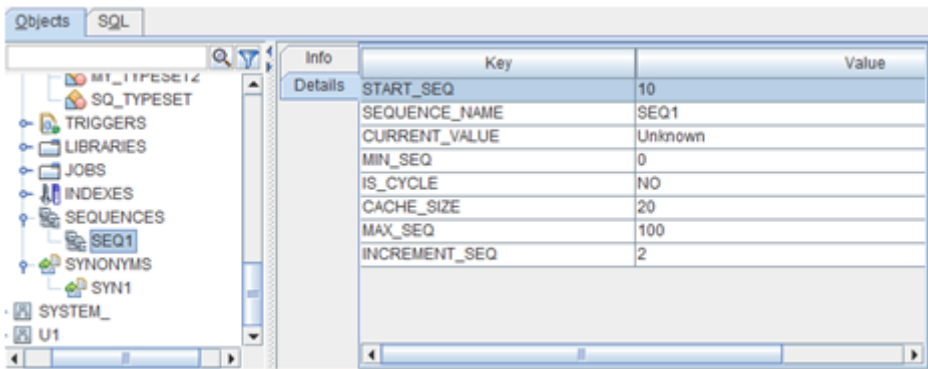 Objects SQL
MY_TYPESET2
SQ_TYPESET
TRIGGERS
LIBRARIES
JOBS
INDEXES
SEQUENCES
SEQ1
SYNONYMS
SYN1
SYSTEM_
U1
Info
Details
Key Value
START_SEQ 10
SEQUENCE_NAME SEQ1
CURRENT_VALUE Unknown
MIN_SEQ 0
IS_CYCLE NO
CACHE_SIZE 20
MAX_SEQ 100
INCREMENT_SEQ 2